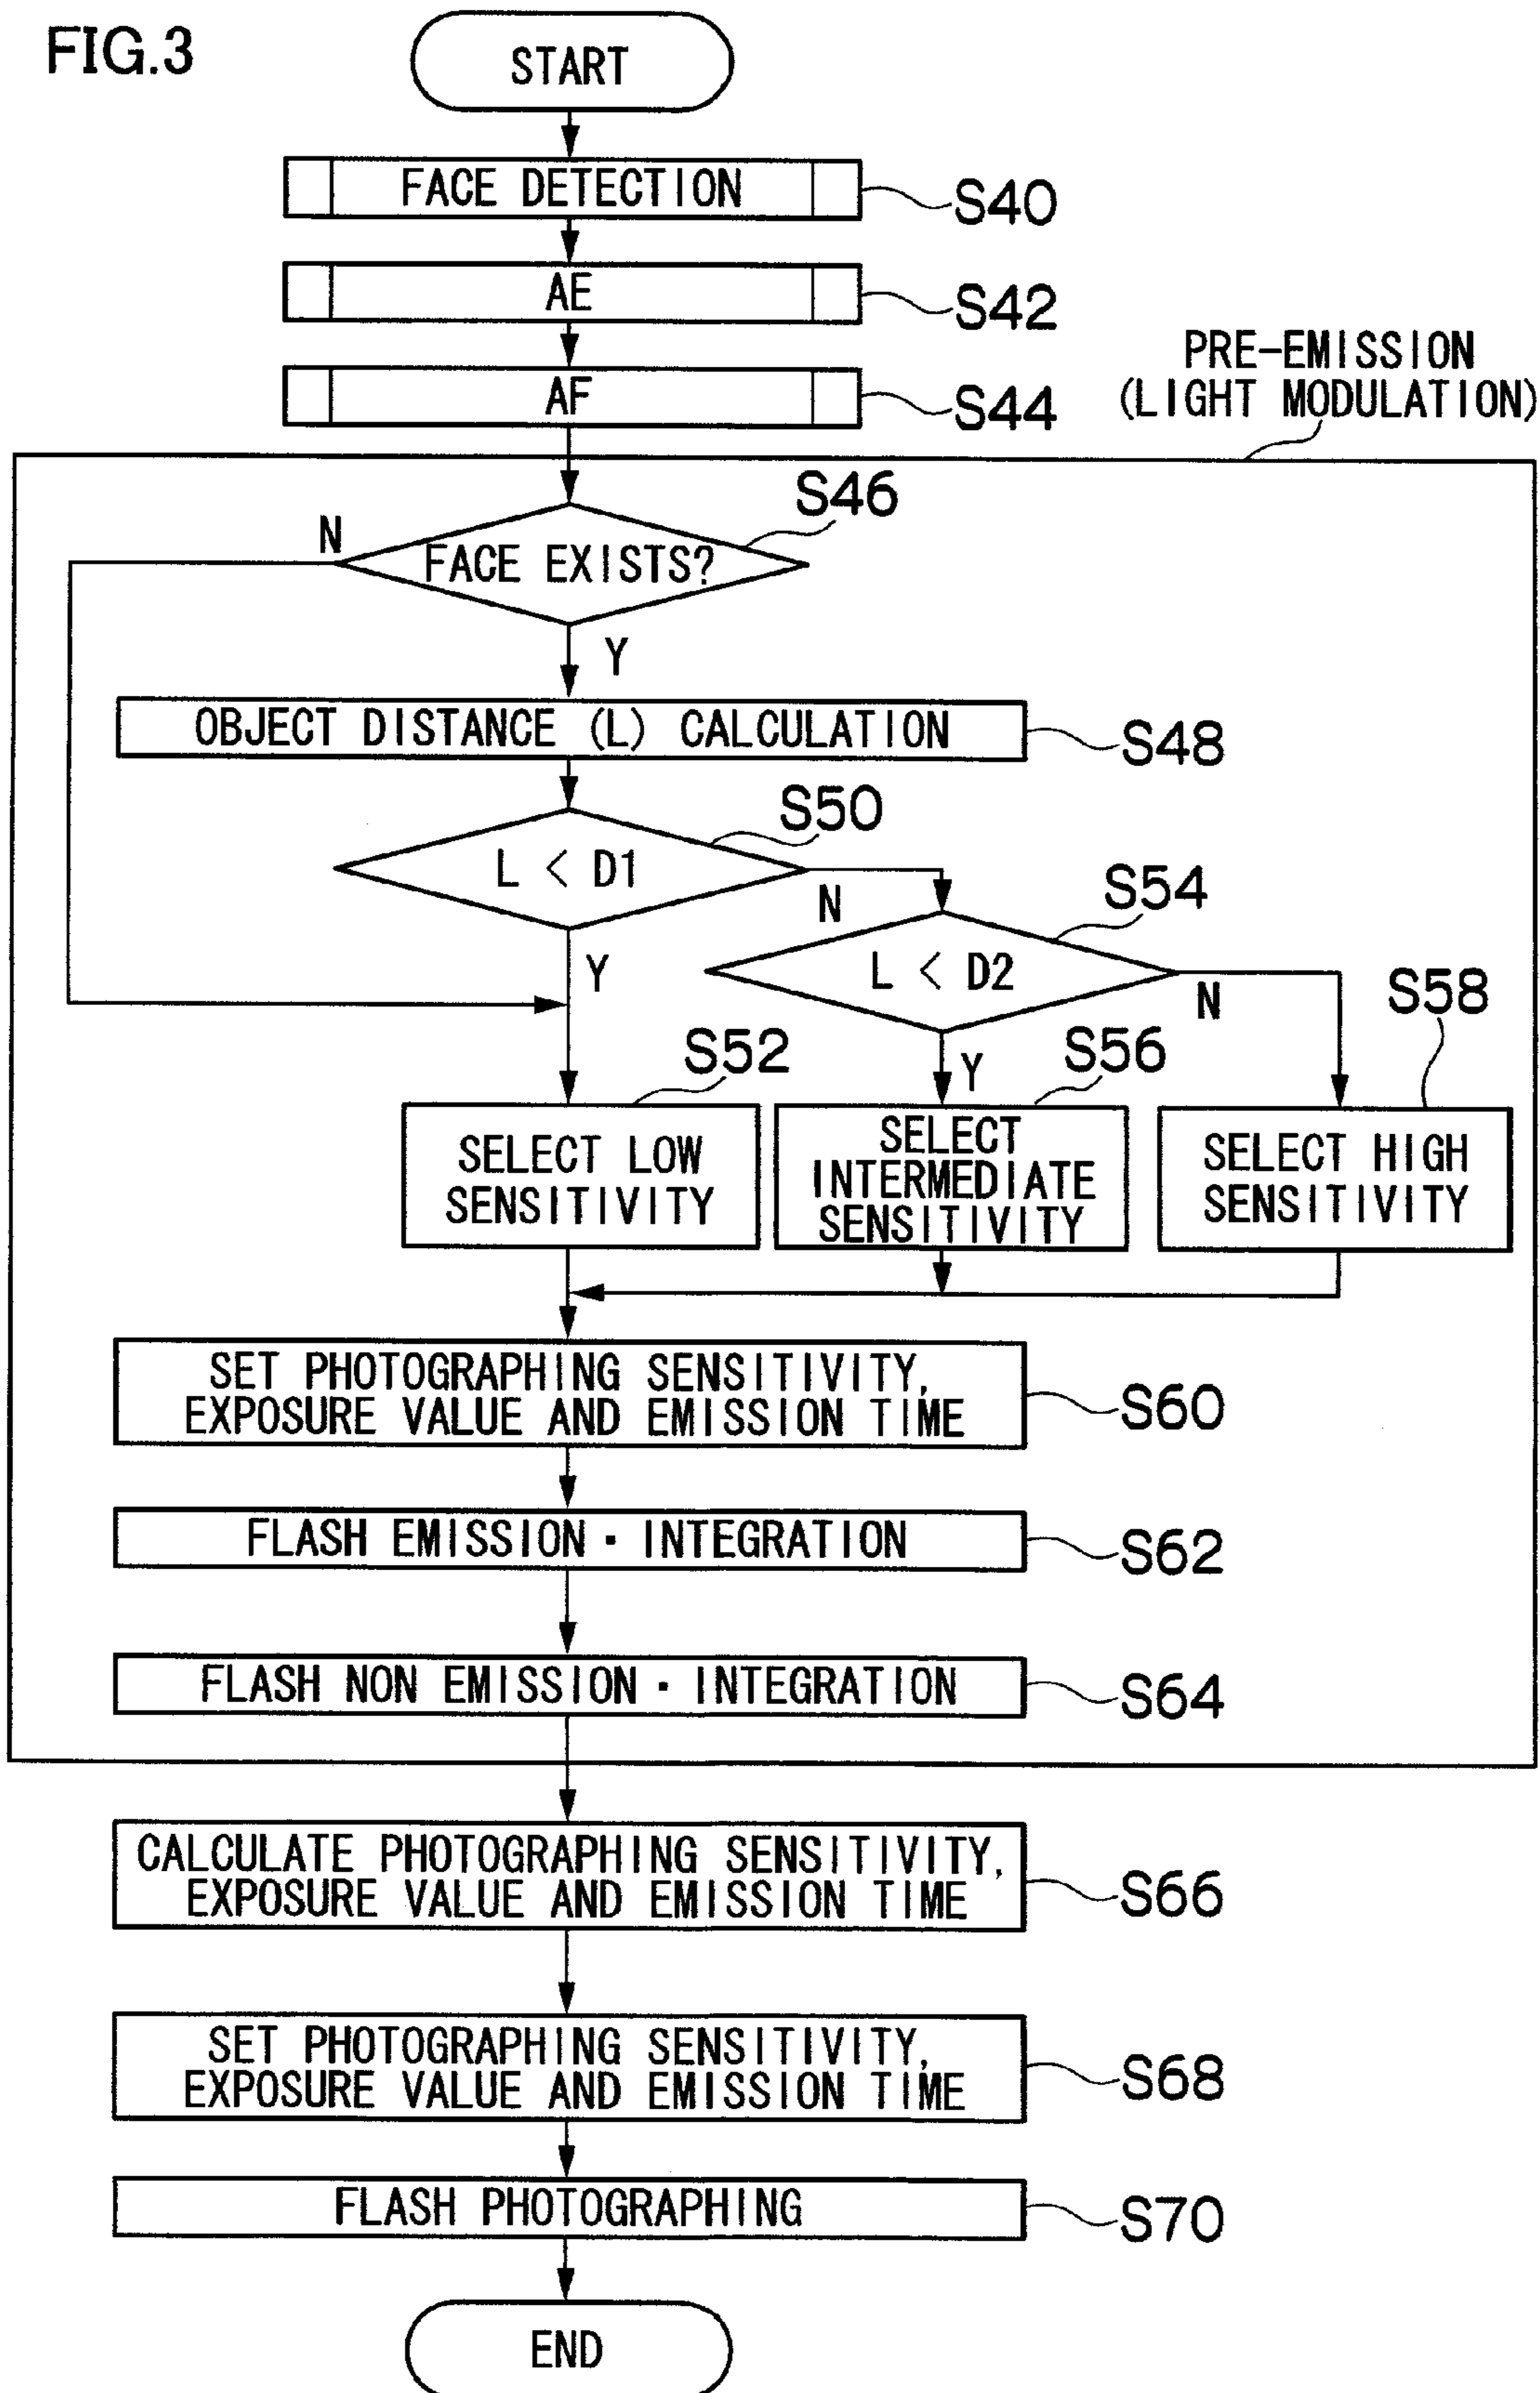 FIG.3
START
FACE DETECTION
S40
AE
S42
AF
S44
PRE-EMISSION
(LIGHT MODULATION)
S46
N
FACE EXISTS?
Y
OBJECT DISTANCE (L) CALCULATION
S48
S50
L < D1
N
Y
S54
L < D2
N
Y
S52
S56
S58
SELECT LOW
SENSITIVITY
SELECT
INTERMEDIATE
SENSITIVITY
SELECT HIGH
SENSITIVITY
SET PHOTOGRAPHING SENSITIVITY,
EXPOSURE VALUE AND EMISSION TIME
S60
FLASH EMISSION・INTEGRATION
S62
FLASH NON EMISSION・INTEGRATION
S64
CALCULATE PHOTOGRAPHING SENSITIVITY,
EXPOSURE VALUE AND EMISSION TIME
S66
SET PHOTOGRAPHING SENSITIVITY,
EXPOSURE VALUE AND EMISSION TIME
S68
FLASH PHOTOGRAPHING
S70
END